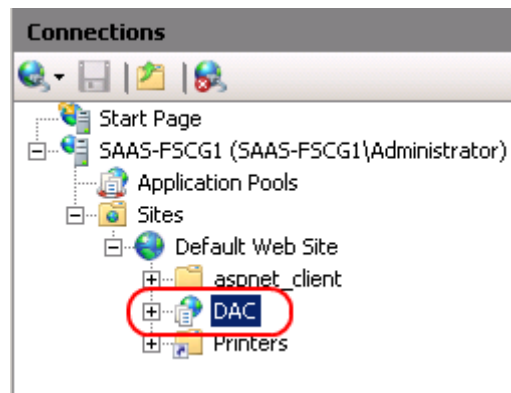 Connections
Start Page
SAAS-FSCG1 (SAAS-FSCG1\Administrator)
Application Pools
Sites
Default Web Site
aspnet_client
DAC
Printers